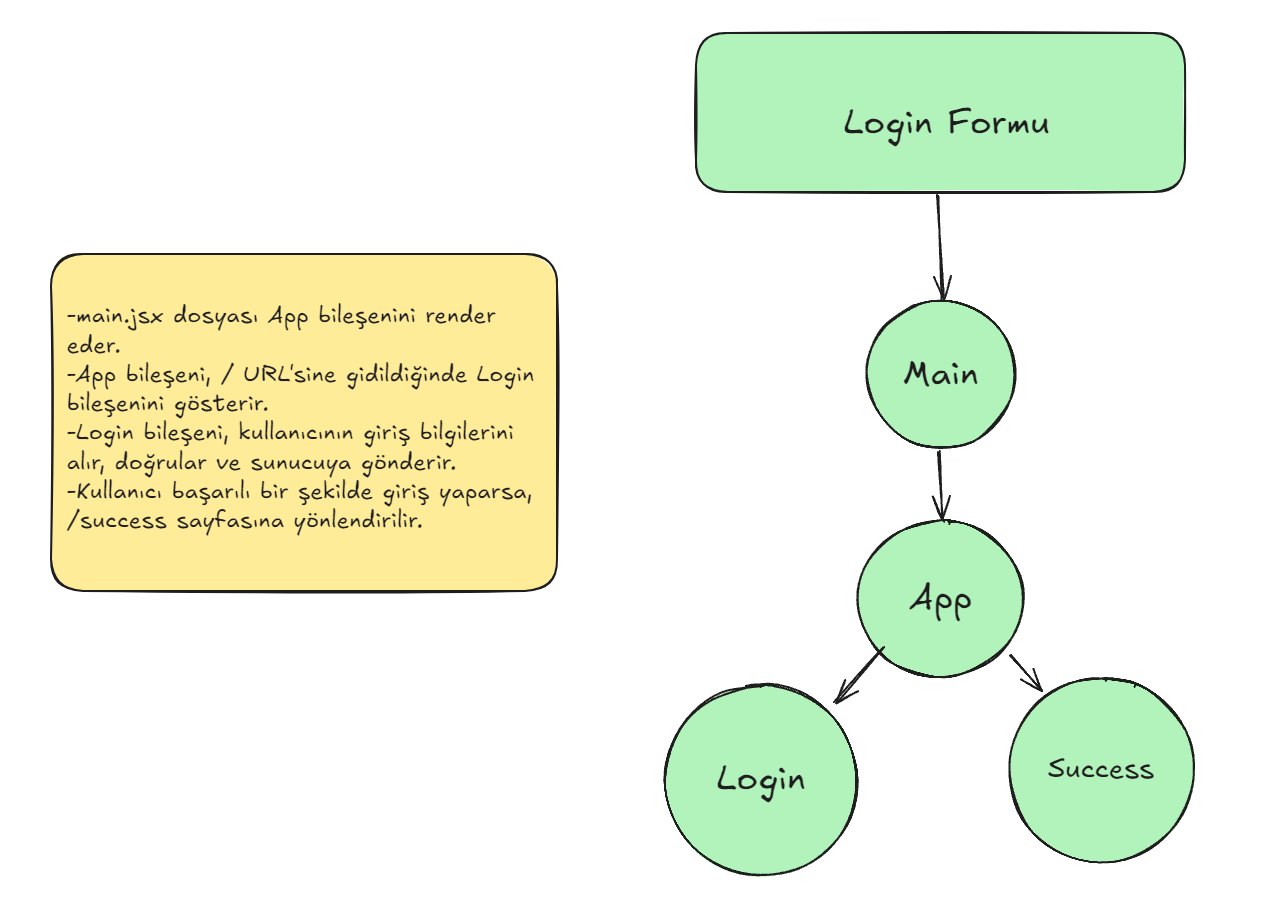 Login Formu
-main.jsx dosyası App bileşenini render
eder.
-App bileşeni, / URL'sine gidildiğinde Login
bileşenini gösterir.
-Login bileşeni, kullanıcının giriş bilgilerini
alır, doğrular ve sunucuya gönderir.
-Kullanıcı başarılı bir şekilde giriş yaparsa,
/success sayfasına yönlendirilir.
Main
App
Login
Success